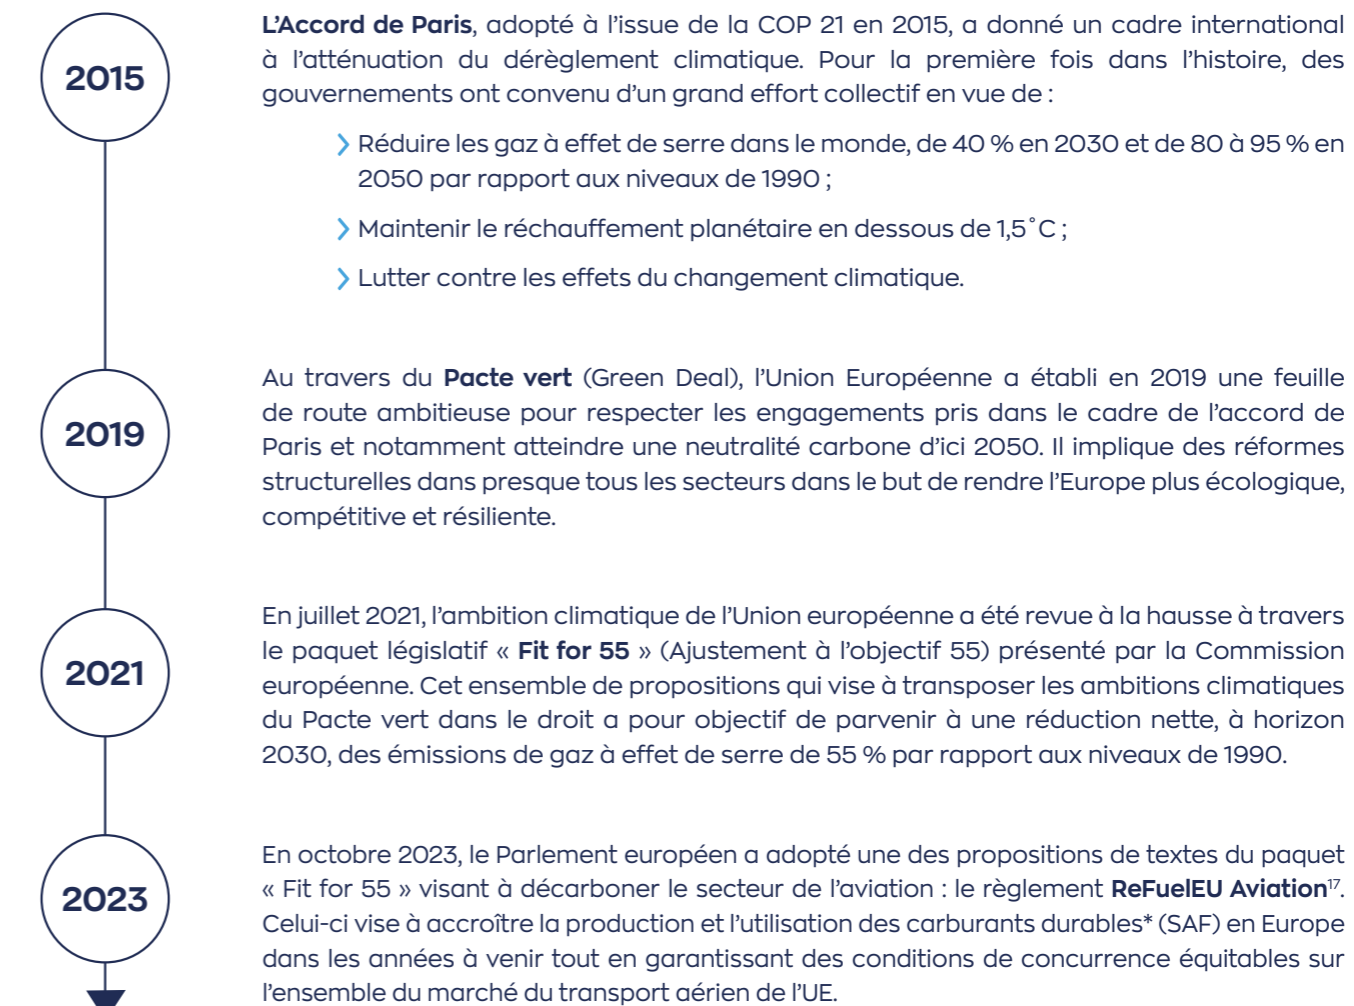 2015
L’Accord de Paris, adopté à l’issue de la COP 21 en 2015, a donné un cadre international
à l’atténuation du dérèglement climatique. Pour la première fois dans l’histoire, des
gouvernements ont convenu d’un grand effort collectif en vue de :
Réduire les gaz à effet de serre dans le monde, de 40 % en 2030 et de 80 à 95 % en
2050 par rapport aux niveaux de 1990 ;
Maintenir le réchauffement planétaire en dessous de 1,5˚C ;
Lutter contre les effets du changement climatique.
2019
Au travers du Pacte vert (Green Deal), l’Union Européenne a établi en 2019 une feuille
de route ambitieuse pour respecter les engagements pris dans le cadre de l’accord de
Paris et notamment atteindre une neutralité carbone d’ici 2050. Il implique des réformes
structurelles dans presque tous les secteurs dans le but de rendre l’Europe plus écologique,
compétitive et résiliente.
2021
En juillet 2021, l’ambition climatique de l’Union européenne a été revue à la hausse à travers
le paquet législatif « Fit for 55 » (Ajustement à l’objectif 55) présenté par la Commission
européenne. Cet ensemble de propositions qui vise à transposer les ambitions climatiques
du Pacte vert dans le droit a pour objectif de parvenir à une réduction nette, à horizon
2030, des émissions de gaz à effet de serre de 55 % par rapport aux niveaux de 1990.
2023
En octobre 2023, le Parlement européen a adopté une des propositions de textes du paquet
« Fit for 55 » visant à décarboner le secteur de l’aviation : le règlement ReFuelEU Aviation17.
Celui-ci vise à accroître la production et l’utilisation des carburants durables* (SAF) en Europe
dans les années à venir tout en garantissant des conditions de concurrence équitables sur
l’ensemble du marché du transport aérien de l’UE.